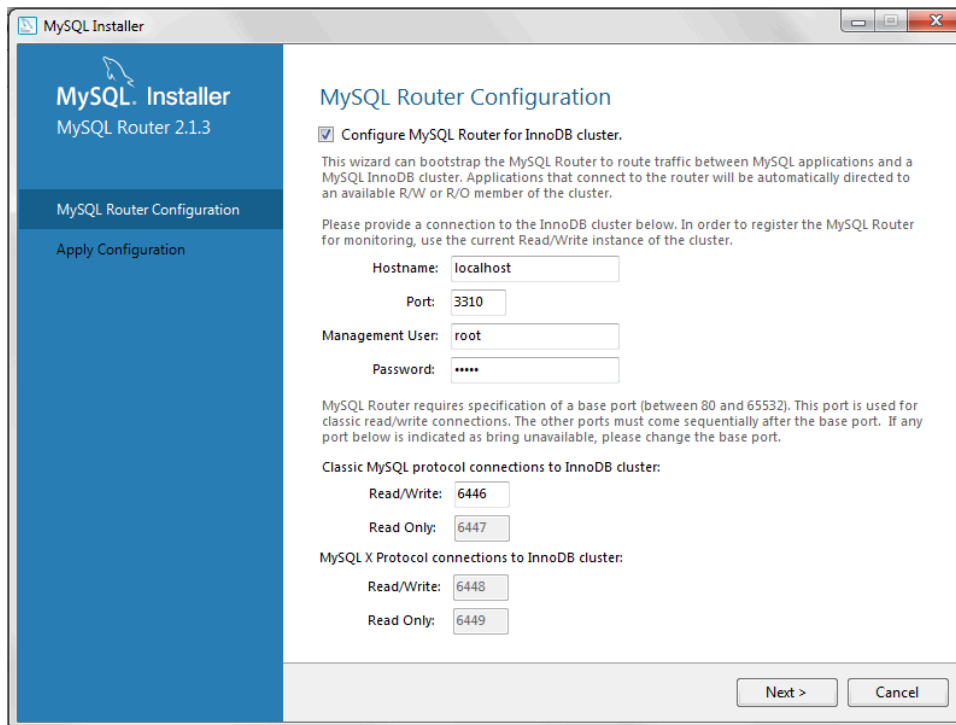 MySQL Installer
MySQL. Installer
MySQL Router 2.1.3
MySQL Router Configuration
Apply Configuration
MySQL Router Configuration
Configure MySQL Router for InnoDB cluster.
This wizard can bootstrap the MySQL Router to route traffic between MySQL applications and a
MySQL InnoDB cluster. Applications that connect to the router will be automatically directed to
an available R/W or R/O member of the cluster.
Please provide a connection to the InnoDB cluster below. In order to register the MySQL Router
for monitoring, use the current Read/Write instance of the cluster.
Hostname: localhost
Port: 3310
Management User: root
Password: •••••
MySQL Router requires specification of a base port (between 80 and 65532). This port is used for
classic read/write connections. The other ports must come sequentially after the base port.  If any
port below is indicated as bring unavailable, please change the base port.
Classic MySQL protocol connections to InnoDB cluster:
Read/Write: 6446
Read Only: 6447
MySQL X Protocol connections to InnoDB cluster:
Read/Write: 6448
Read Only: 6449
Next > Cancel